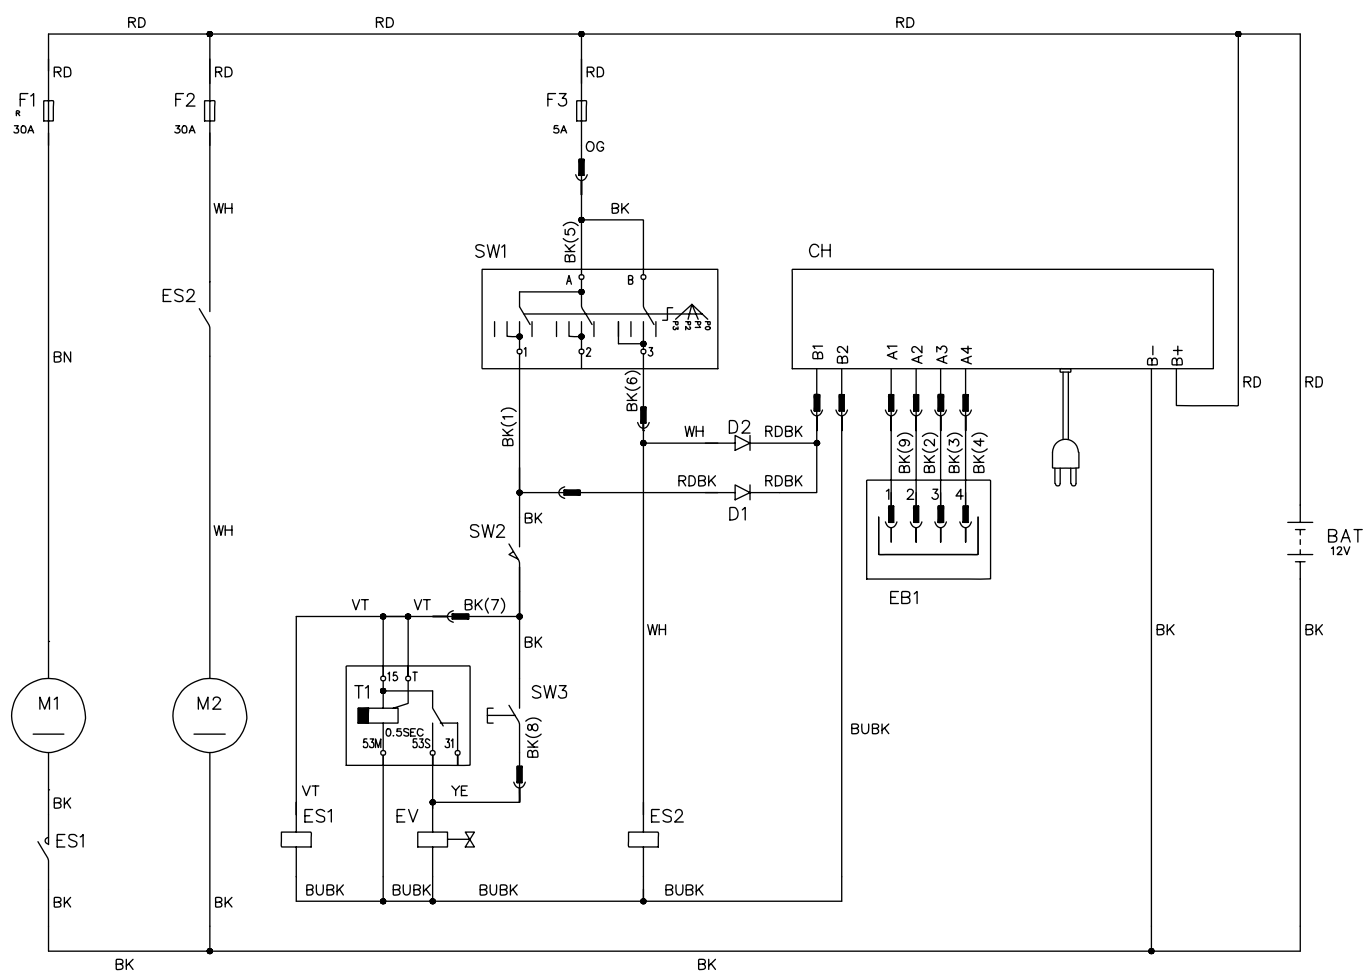 RD RD RD
RD RD RD
F1 F2 F3
R
30A 30A 5A
OG
WH BK
BK(5)
SW1 CH
ES2 A B
P3 P2 P1 P0
1 2 3
B1 B2 A1 A2 A3 A4 B- B+
BN
RD RD
BK(1) BK(6)
D2
WH RDBK
BK(9) BK(2) BK(3) BK(4)
RDBK RDBK
1 2 3 4
D1
BK
WH SW2
BAT
12V
EB1
VT VT BK(7)
BK WH BK BK
15 T
T1 SW3
M1 M2
0.5SEC
53M 53S 31
BK(8)
BUBK
VT YE
BK
ES1 EV ES2
ES1
BUBK BUBK BUBK BUBK
BK BK
BK BK